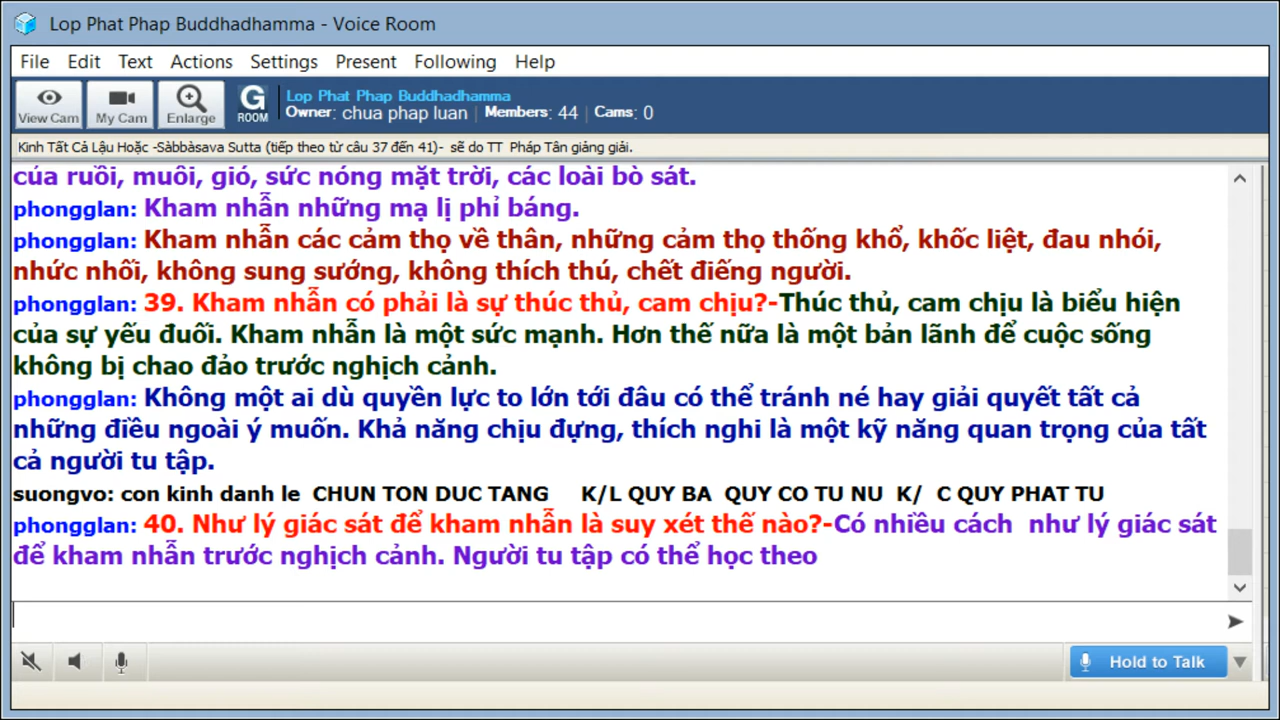 Lop Phat Phap Buddhadhamma - Voice Room
File Edit Text Actions Settings Present Following Help
View Cam My Cam Enlarge G ROOM
Lop Phat Phap Buddhadhamma
Owner: chua phap luan | Members: 44 | Cams: 0
Kinh Tất Cả Lậu Hoặc -Sàbbàsava Sutta (tiếp theo từ câu 37 đến 41)- sẽ do TT Pháp Tân giảng giải.
của ruồi, muôi, gió, sức nóng mặt trời, các loài bò sát.
phongglan: Kham nhẫn những mạ lị phỉ báng.
phongglan: Kham nhẫn các cảm thọ về thân, những cảm thọ thống khổ, khốc liệt, đau nhói,
nhức nhối, không sung sướng, không thích thú, chết điếng người.
phongglan: 39. Kham nhẫn có phải là sự thúc thủ, cam chịu?-Thúc thủ, cam chịu là biểu hiện
của sự yếu đuối. Kham nhẫn là một sức mạnh. Hơn thế nữa là một bản lãnh để cuộc sống
không bị chao đảo trước nghịch cảnh.
phongglan: Không một ai dù quyền lực to lớn tới đâu có thể tránh né hay giải quyết tất cả
những điều ngoài ý muốn. Khả năng chịu đựng, thích nghi là một kỹ năng quan trọng của tất
cả người tu tập.
suongvo: con kinh danh le CHUN TON DUC TANG K/L QUY BA QUY CO TU NU K/ C QUY PHAT TU
phongglan: 40. Như lý giác sát để kham nhẫn là suy xét thế nào?-Có nhiều cách như lý giác sát
để kham nhẫn trước nghịch cảnh. Người tu tập có thể học theo
Hold to Talk